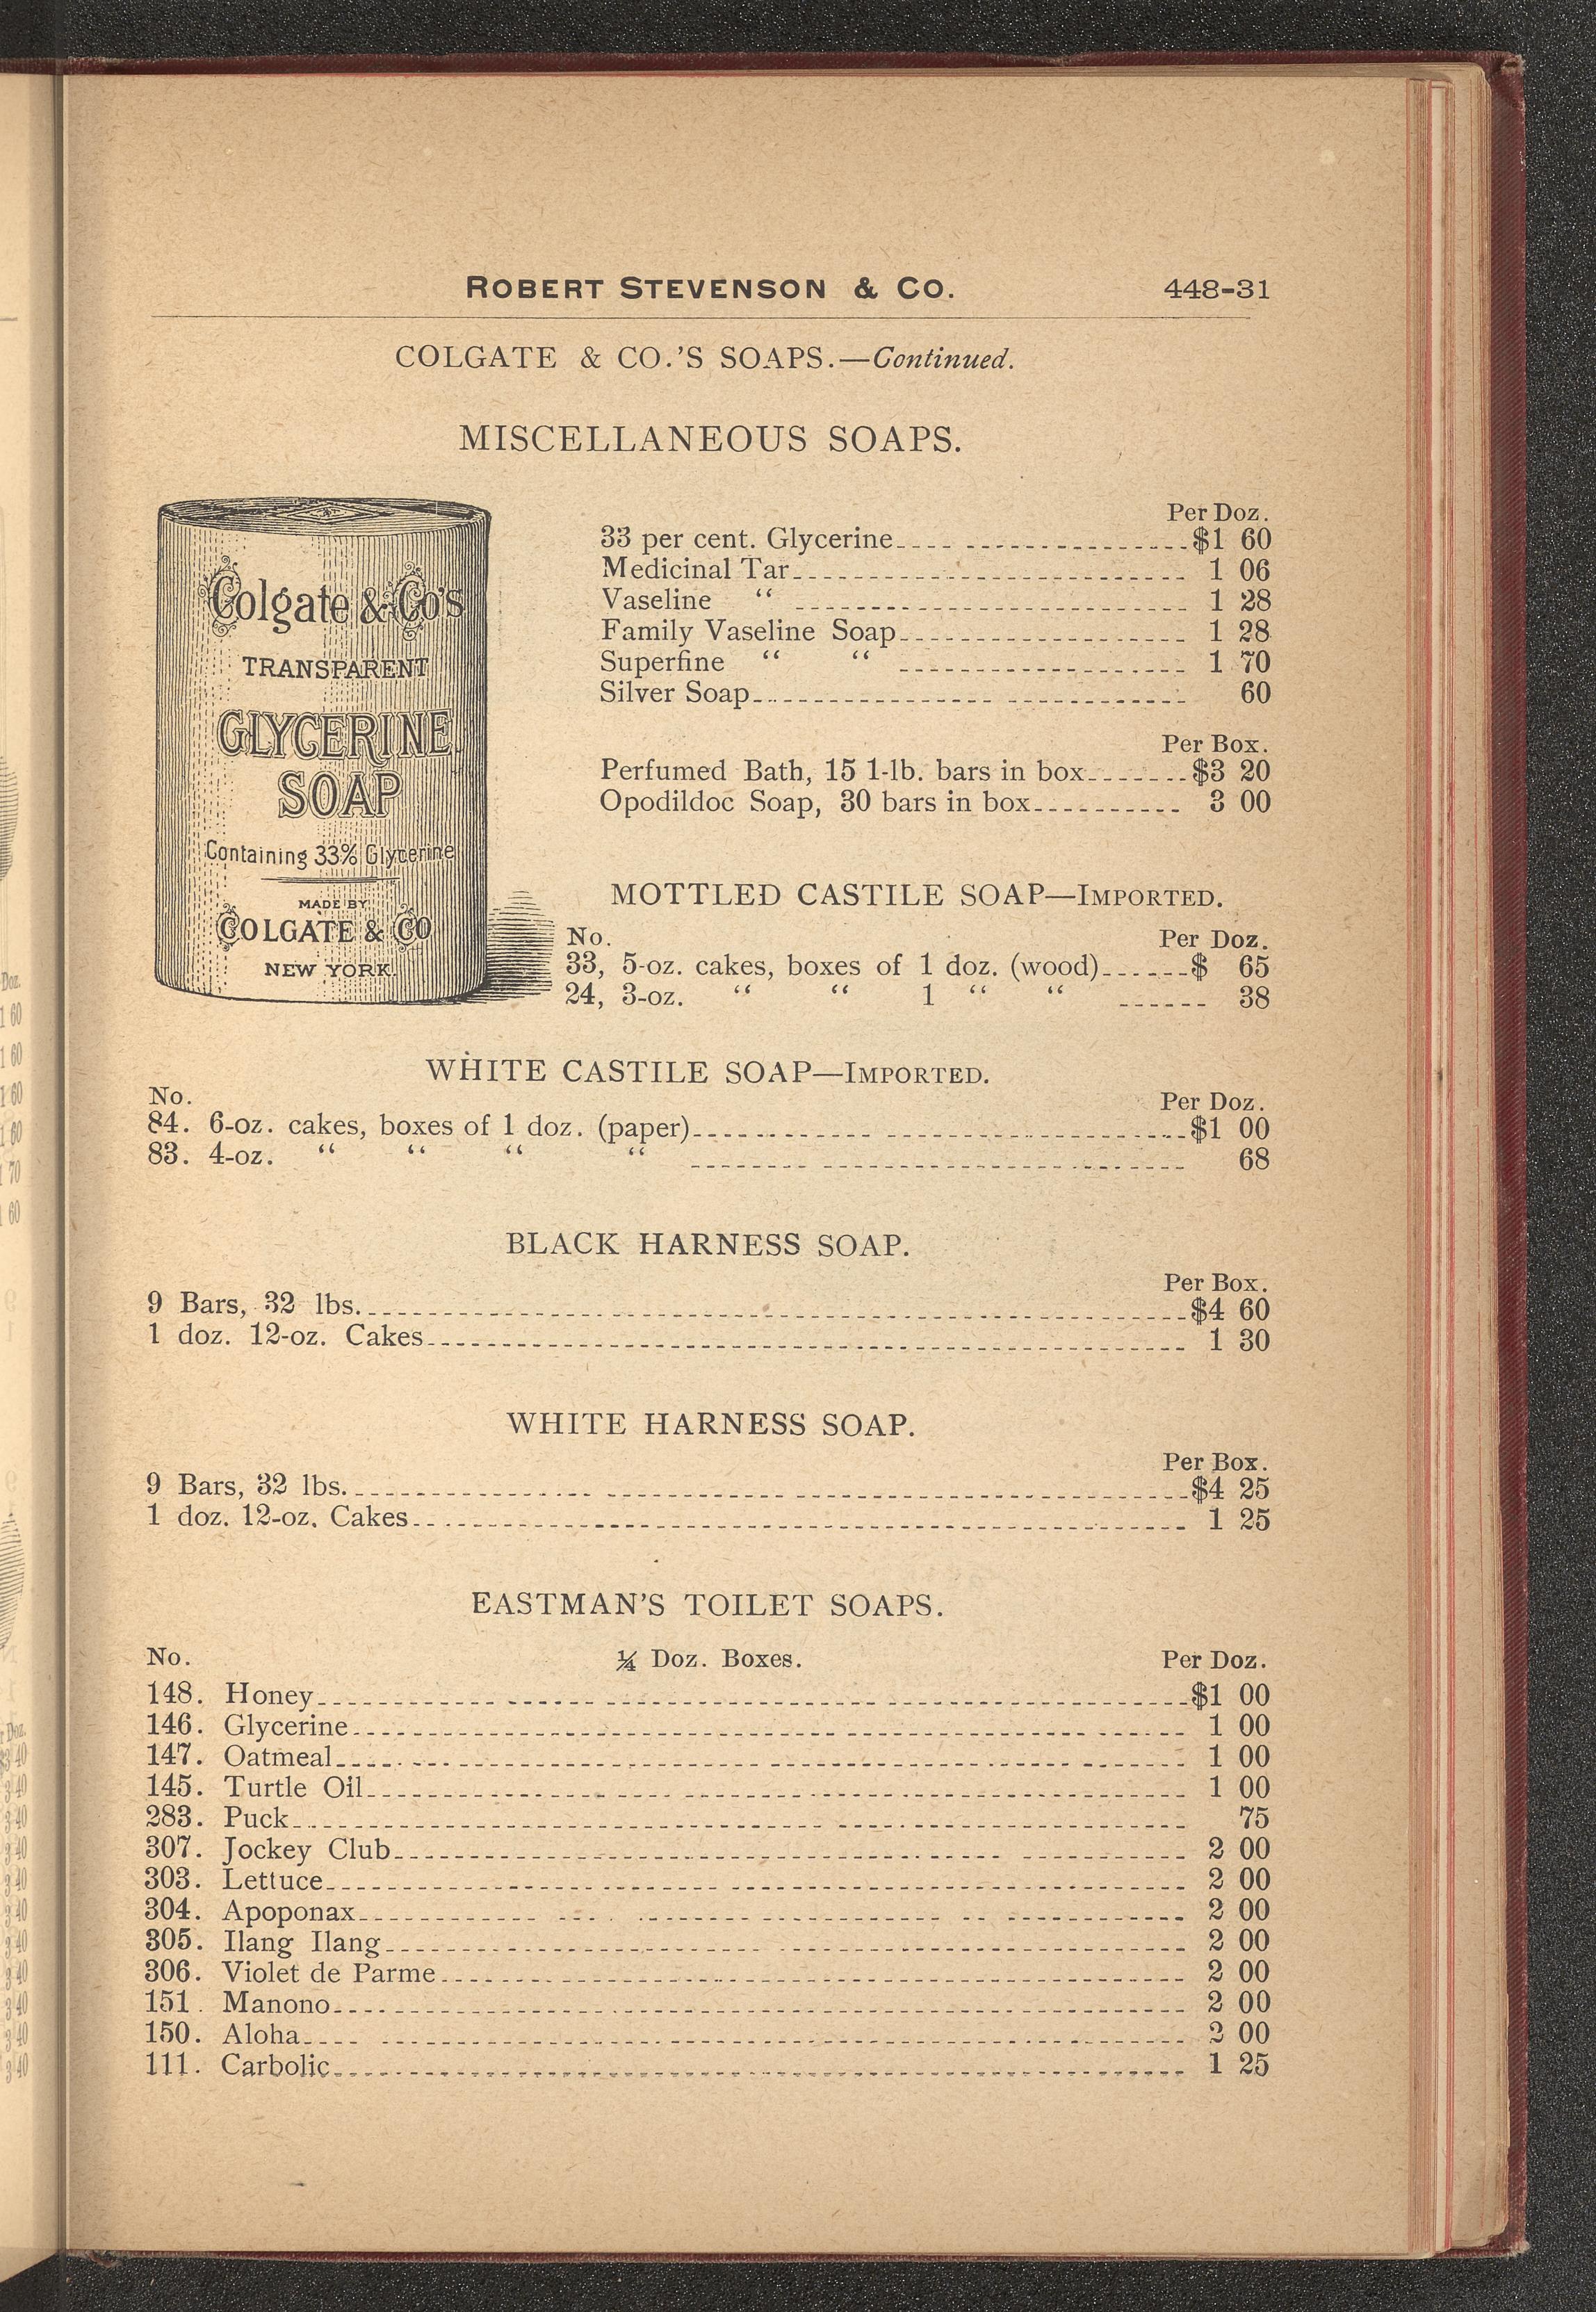 ROBERT STEVENSON & CO. 448-31
COLGATE & CO.'S SOAPS.—Continued.
MISCELLANEOUS SOAPS.
Colgate & Co's
TRANSPARENT
GLYCERINE
SOAP
Containing 33% Glycerine
MADE BY
COLGATE & CO
NEW YORK.
Per Doz.
33 per cent. Glycerine $1 60
Medicinal Tar 1 06
Vaseline “ 1 28
Family Vaseline Soap 1 28
Superfine “ “ 1 70
Silver Soap 60
Per Box.
Perfumed Bath, 15 1-lb. bars in box $3 20
Opodildoc Soap, 30 bars in box 3 00
MOTTLED CASTILE SOAP—IMPORTED.
No. Per Doz.
33, 5-oz. cakes, boxes of 1 doz. (wood) $ 65
24, 3-oz. “ “ 1 “ “ 38
WHITE CASTILE SOAP—IMPORTED.
No. Per Doz.
84. 6-oz. cakes, boxes of 1 doz. (paper) $1 00
83. 4-oz. “ “ “ “ 68
BLACK HARNESS SOAP.
Per Box.
9 Bars, 32 lbs. $4 60
1 doz. 12-oz. Cakes 1 30
WHITE HARNESS SOAP.
Per Box.
9 Bars, 32 lbs. $4 25
1 doz. 12-oz. Cakes 1 25
EASTMAN'S TOILET SOAPS.
No. ¼ Doz. Boxes. Per Doz.
148. Honey $1 00
146. Glycerine 1 00
147. Oatmeal 1 00
145. Turtle Oil 1 00
283. Puck 75
307. Jockey Club 2 00
303. Lettuce 2 00
304. Apoponax 2 00
305. Ilang Ilang 2 00
306. Violet de Parme 2 00
151. Manono 2 00
150. Aloha 2 00
111. Carbolic 1 25